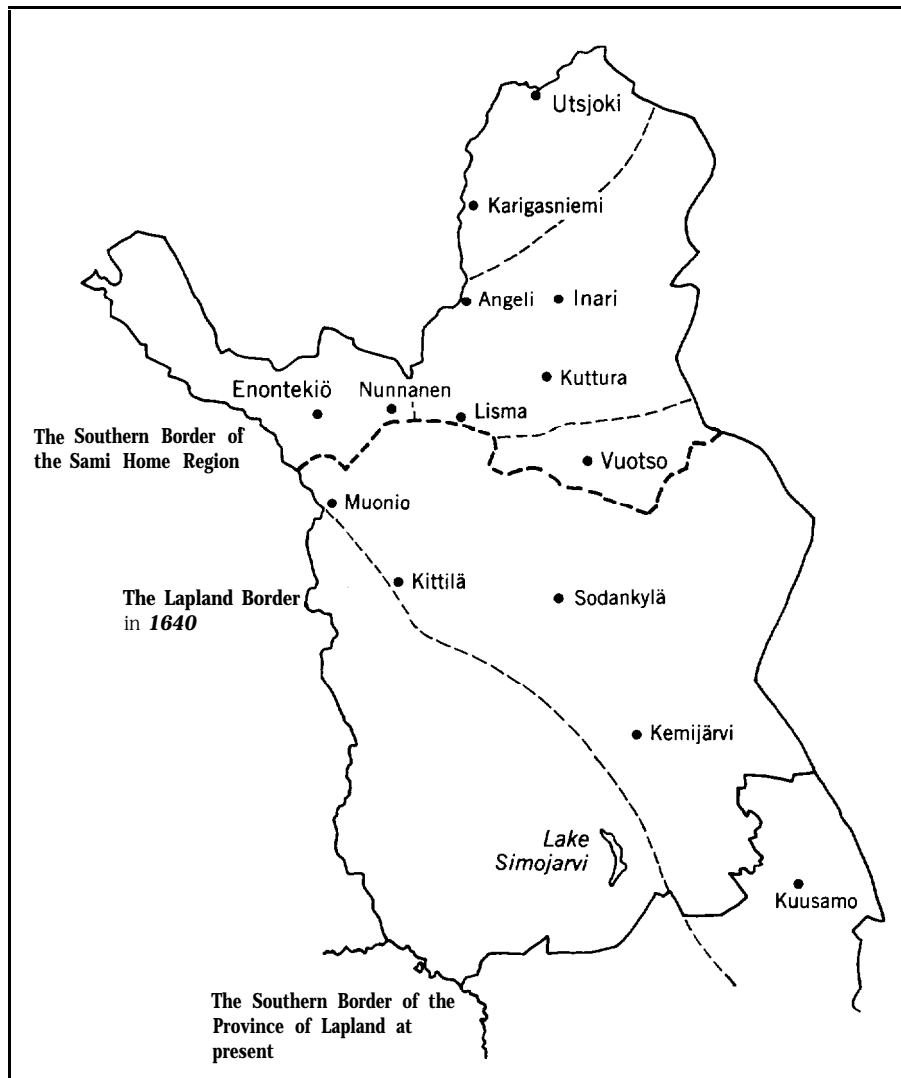 Utsjoki
Karigasniemi
Angeli
Inari
Kuttura
Enontekiö
Nunnanen
Lisma
The Southern Border of
the Sami Home Region
Vuotso
Muonio
Kittilä
The Lapland Border
in 1640
Sodankylä
Kemijärvi
Lake
Simojarvi
Kuusamo
The Southern Border of the
Province of Lapland at
present